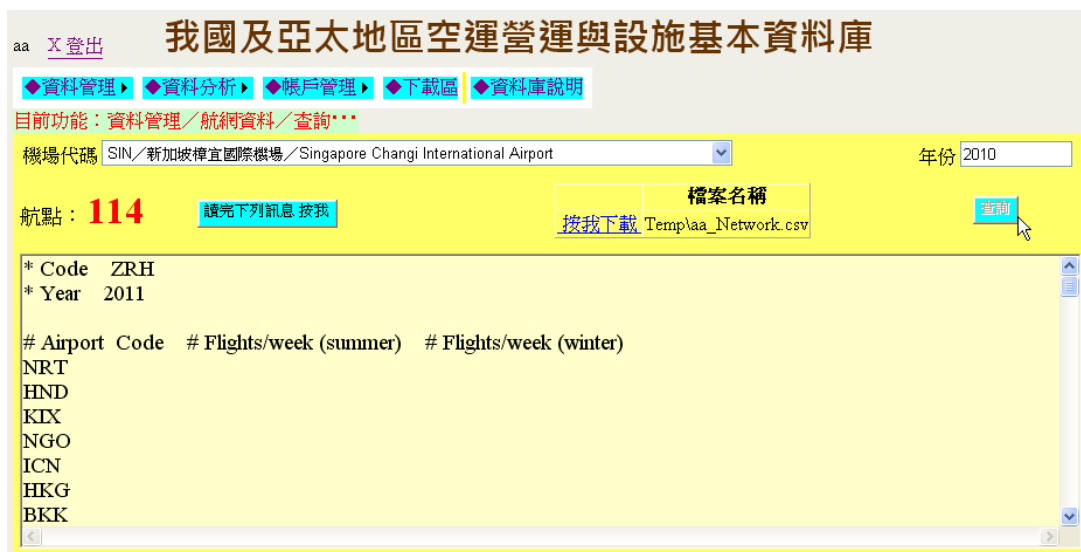 aa X 登出 我國及亞太地區空運營運與設施基本資料庫
◆資料管理 ◆資料分析 ◆帳戶管理 ◆下載區 ◆資料庫說明
目前功能：資料管理／航網資料／查詢…
機場代碼 SIN／新加坡樟宜國際機場／Singapore Changi International Airport 年份 2010
檔案名稱
航點：114 讀完下列訊息 按我 按我下載 Temp\aa_Network.csv 查詢
* Code ZRH
* Year 2011
# Airport Code # Flights/week (summer) # Flights/week (winter)
NRT
HND
KIX
NGO
ICN
HKG
BKK